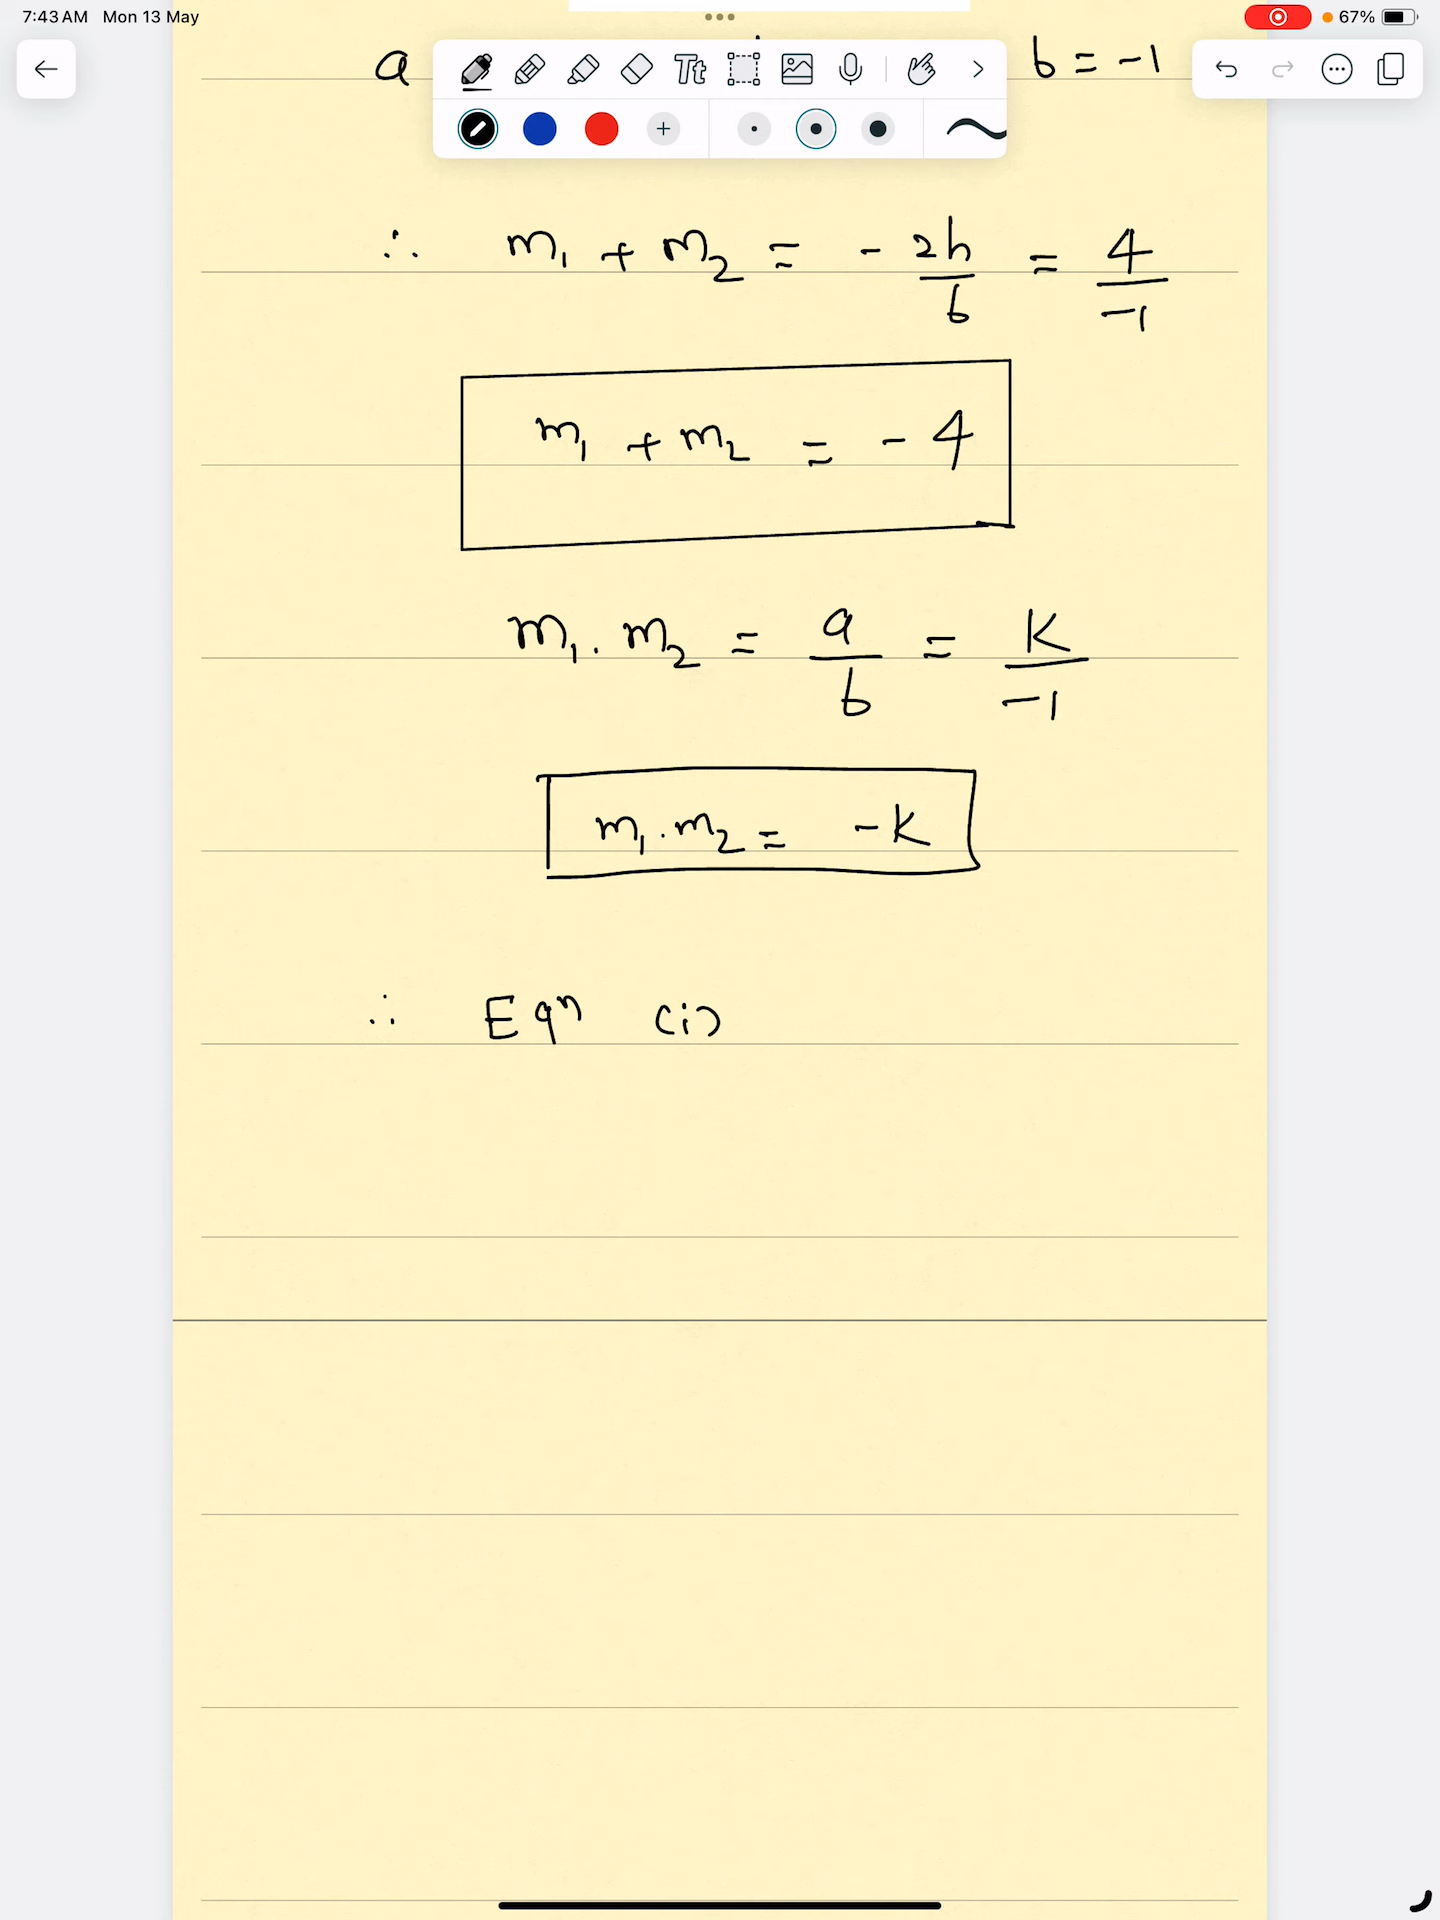 7:43 AM Mon 13 May
67%
a
b = -1
Tt
∴ m₁ + m₂ = - 2h/b = 4/-1
m₁ + m₂ = - 4
m₁ . m₂ = a/b = K/-1
m₁ . m₂ = -K
∴ Eqⁿ (i)